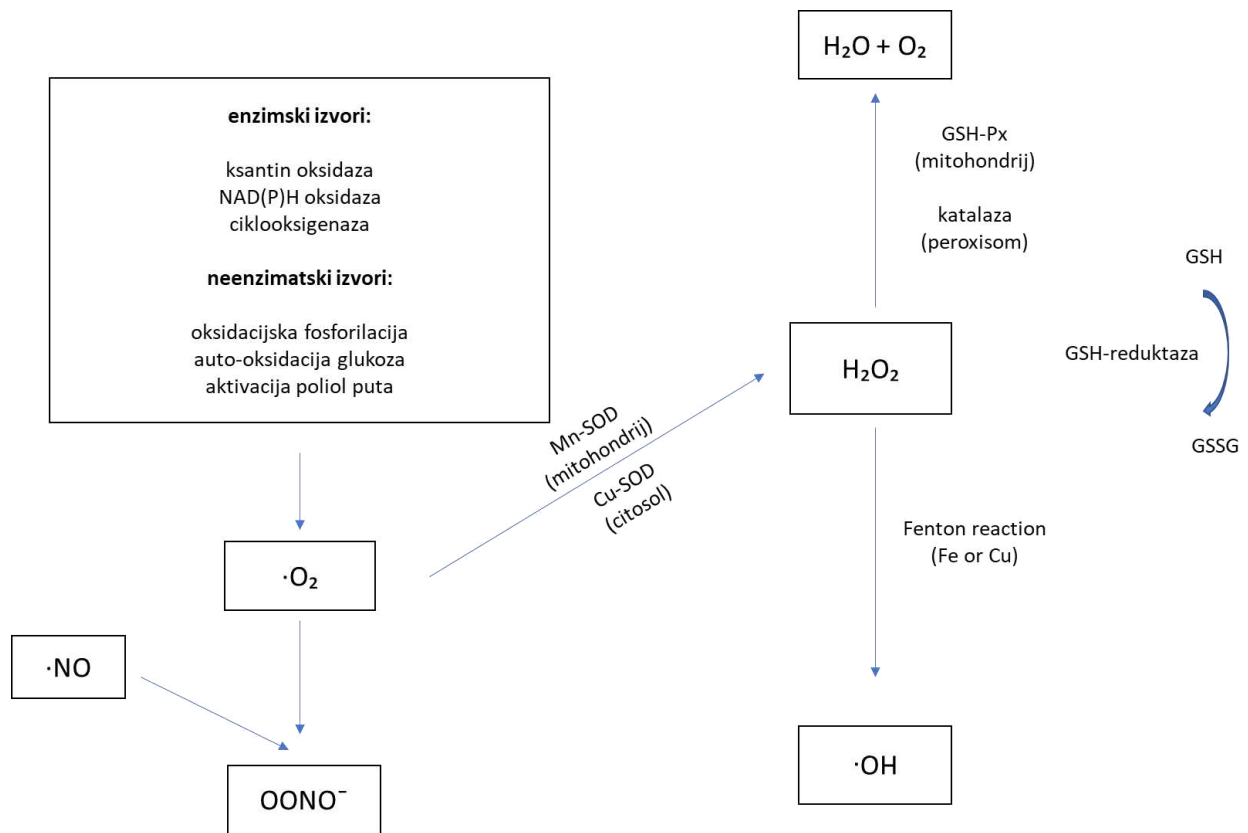 H₂O + O₂
enzimski izvori:
ksantin oksidaza
NAD(P)H oksidaza
ciklooksigenaza
neenzimatski izvori:
oksidacijska fosforilacija
auto-oksidacija glukoza
aktivacija poliol puta
GSH-Px
(mitohondrij)
katalaza
(peroxisom)
GSH
GSH-reduktaza
GSSG
H₂O₂
Mn-SOD
(mitohondrij)
Cu-SOD
(citosol)
Fenton reaction
(Fe or Cu)
·O₂
·NO
OONO⁻
·OH